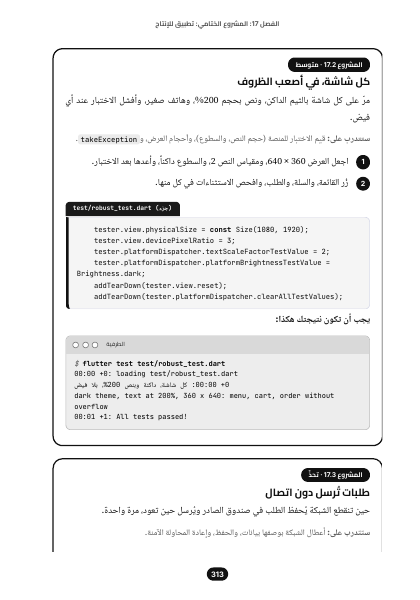 الفصل 17: المشروع الختامي: تطبيق للإنتاج
المشروع 17.2 · متوسط
كل شاشة، في أصعب الظروف
مرّ على كل شاشة بالثيم الداكن، ونص بحجم 200%، وهاتف صغير، وأفشل الاختبار عند أي
فيض.
ستتدرب على: قيم الاختبار للمنصة (حجم النص، والسطوع)، وأحجام العرض، و takeException.
1 اجعل العرض 360 × 640، ومقياس النص 2، والسطوع داكناً، وأعدها بعد الاختبار.
2 زُر القائمة، والسلة، والطلب، وافحص الاستثناءات في كل منها.
test/robust_test.dart (جزء)
tester.view.physicalSize = const Size(1080, 1920);
tester.view.devicePixelRatio = 3;
tester.platformDispatcher.textScaleFactorTestValue = 2;
tester.platformDispatcher.platformBrightnessTestValue =
Brightness.dark;
addTearDown(tester.view.reset);
addTearDown(tester.platformDispatcher.clearAllTestValues);
يجب أن تكون نتيجتك هكذا:
الطرفية
$ flutter test test/robust_test.dart
00:00 +0: loading test/robust_test.dart
00:00 +0: كل شاشة، داكنة وبنص 200%، بلا فيض
dark theme, text at 200%, 360 x 640: menu, cart, order without
overflow
00:01 +1: All tests passed!
المشروع 17.3 · تحدٍّ
طلبات تُرسل دون اتصال
حين تنقطع الشبكة يُحفظ الطلب في صندوق الصادر ويُرسل حين تعود، مرة واحدة.
ستتدرب على: أعطال الشبكة بوصفها بيانات، والحفظ، وإعادة المحاولة الآمنة.
313